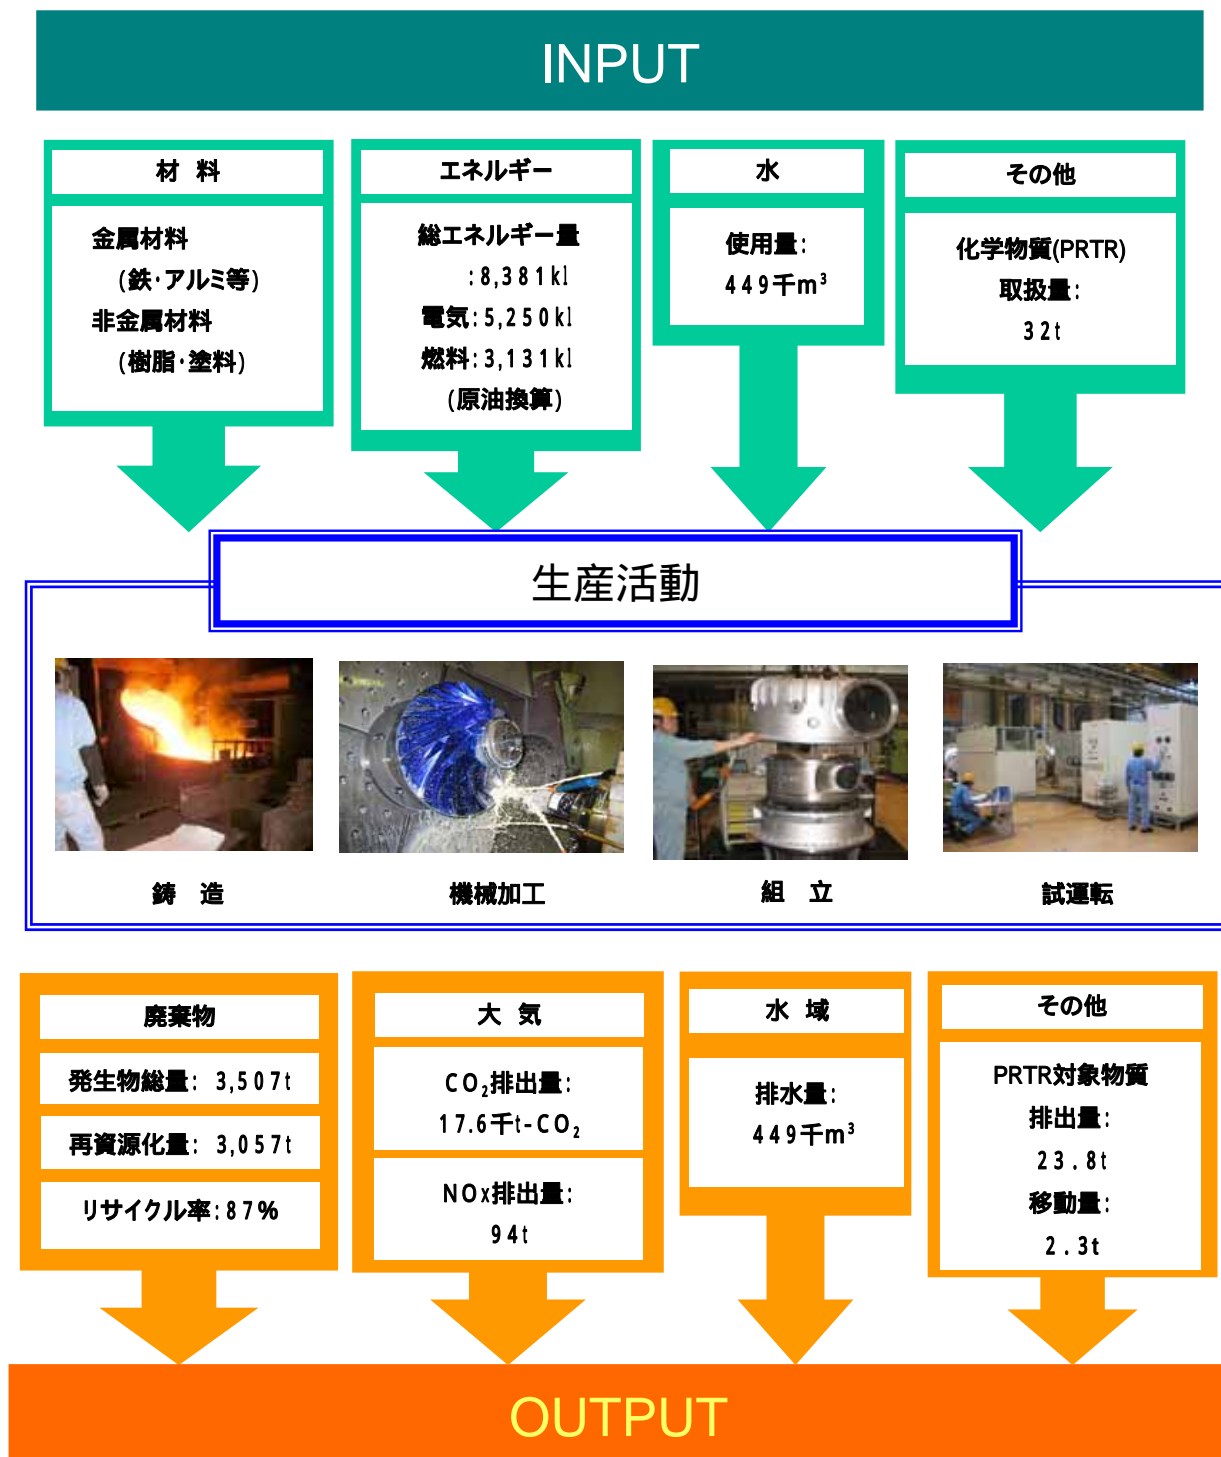 INPUT
材 料
金属材料
(鉄・アルミ等)
非金属材料
(樹脂・塗料)
エネルギー
総エネルギー量
:8,381kl
電気:5,250kl
燃料:3,131kl
(原油換算)
水
使用量:
449千m³
その他
化学物質(PRTR)
取扱量:
32t
生産活動
鋳 造
機械加工
組 立
試運転
廃棄物
発生物総量: 3,507t
再資源化量: 3,057t
リサイクル率:87%
大 気
CO₂排出量:
17.6千t-CO₂
NOx排出量:
94t
水 域
排水量:
449千m³
その他
PRTR対象物質
排出量:
23.8t
移動量:
2.3t
OUTPUT